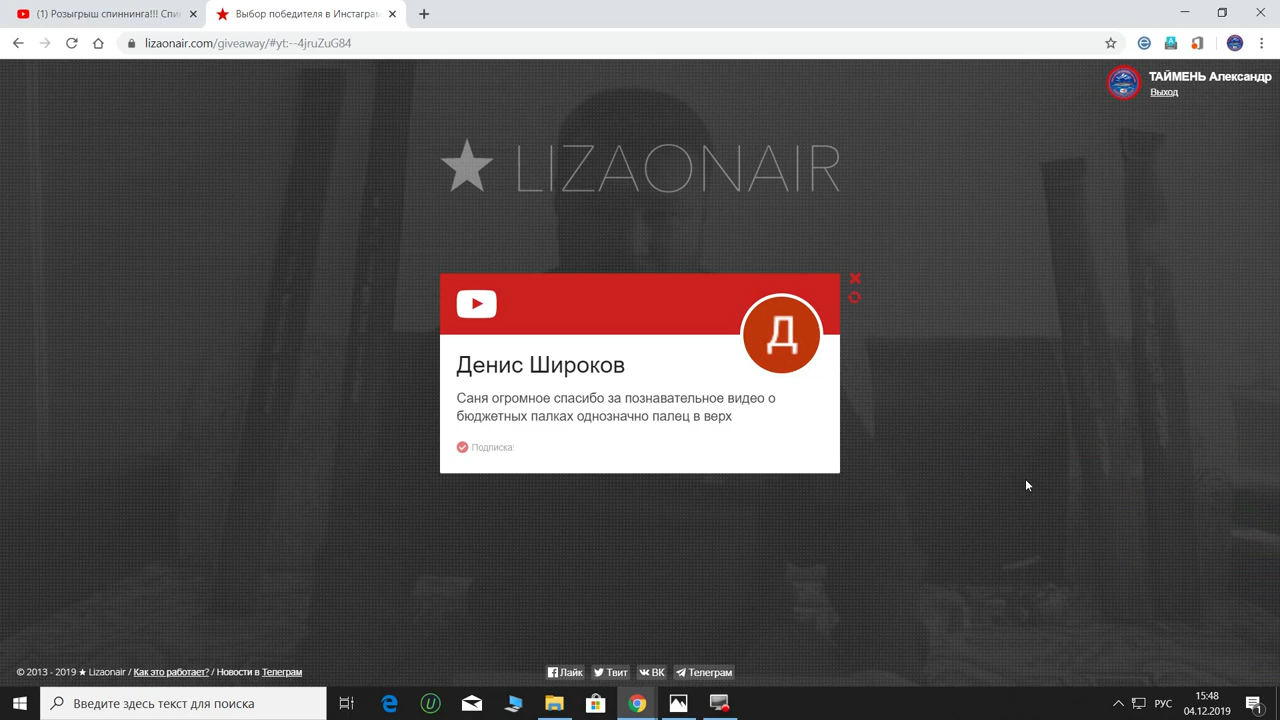 (1) Розыгрыш спиннинга!!! Спин
Выбор победителя в Инстаграм
lizaonair.com/giveaway/#yt:--4jruZuG84
ТАЙМЕНЬ Александр
Выход
LIZAONAIR
Д
Денис Широков
Саня огромное спасибо за познавательное видео о
бюджетных палках однозначно палец в верх
Подписка:
© 2013 - 2019 ★ Lizaonair / Как это работает? / Новости в Телеграм
Лайк Твит ВК Телеграм
Введите здесь текст для поиска
РУС
15:48
04.12.2019
1